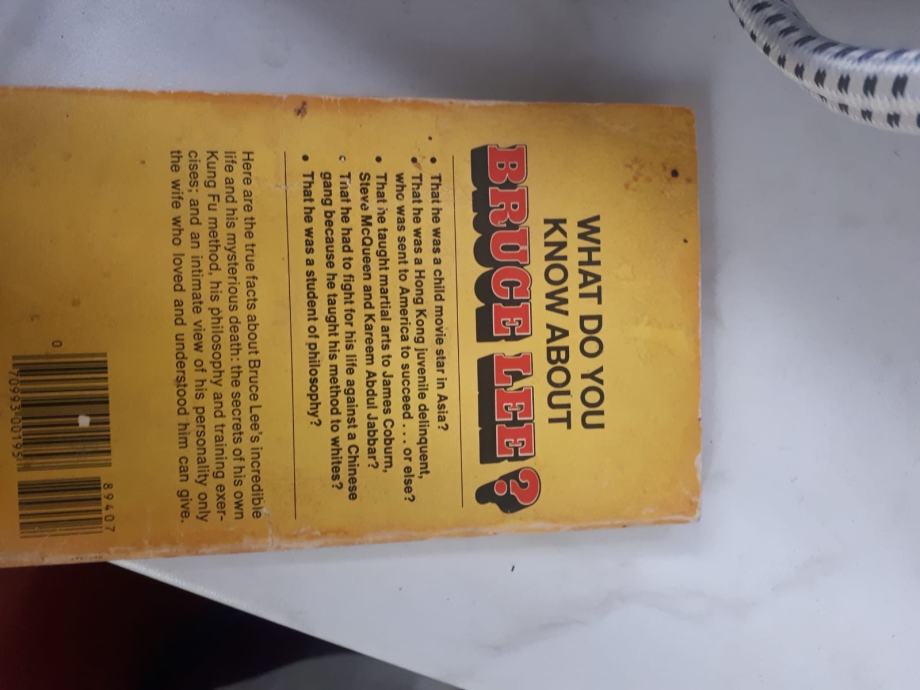 WHAT DO YOU
KNOW ABOUT
BRUCE LEE?
• That he was a child movie star in Asia?
• That he was a Hong Kong juvenile delinquent,
who was sent to America to succeed . . . or else?
• That he taught martial arts to James Coburn,
Steve McQueen and Kareem Abdul Jabbar?
• That he had to fight for his life against a Chinese
gang because he taught his method to whites?
• That he was a student of philosophy?
Here are the true facts about Bruce Lee's incredible
life and his mysterious death: the secrets of his own
Kung Fu method, his philosophy and training exer-
cises; and an intimate view of his personality only
the wife who loved and understood him can give.
0
70993 00195
89407